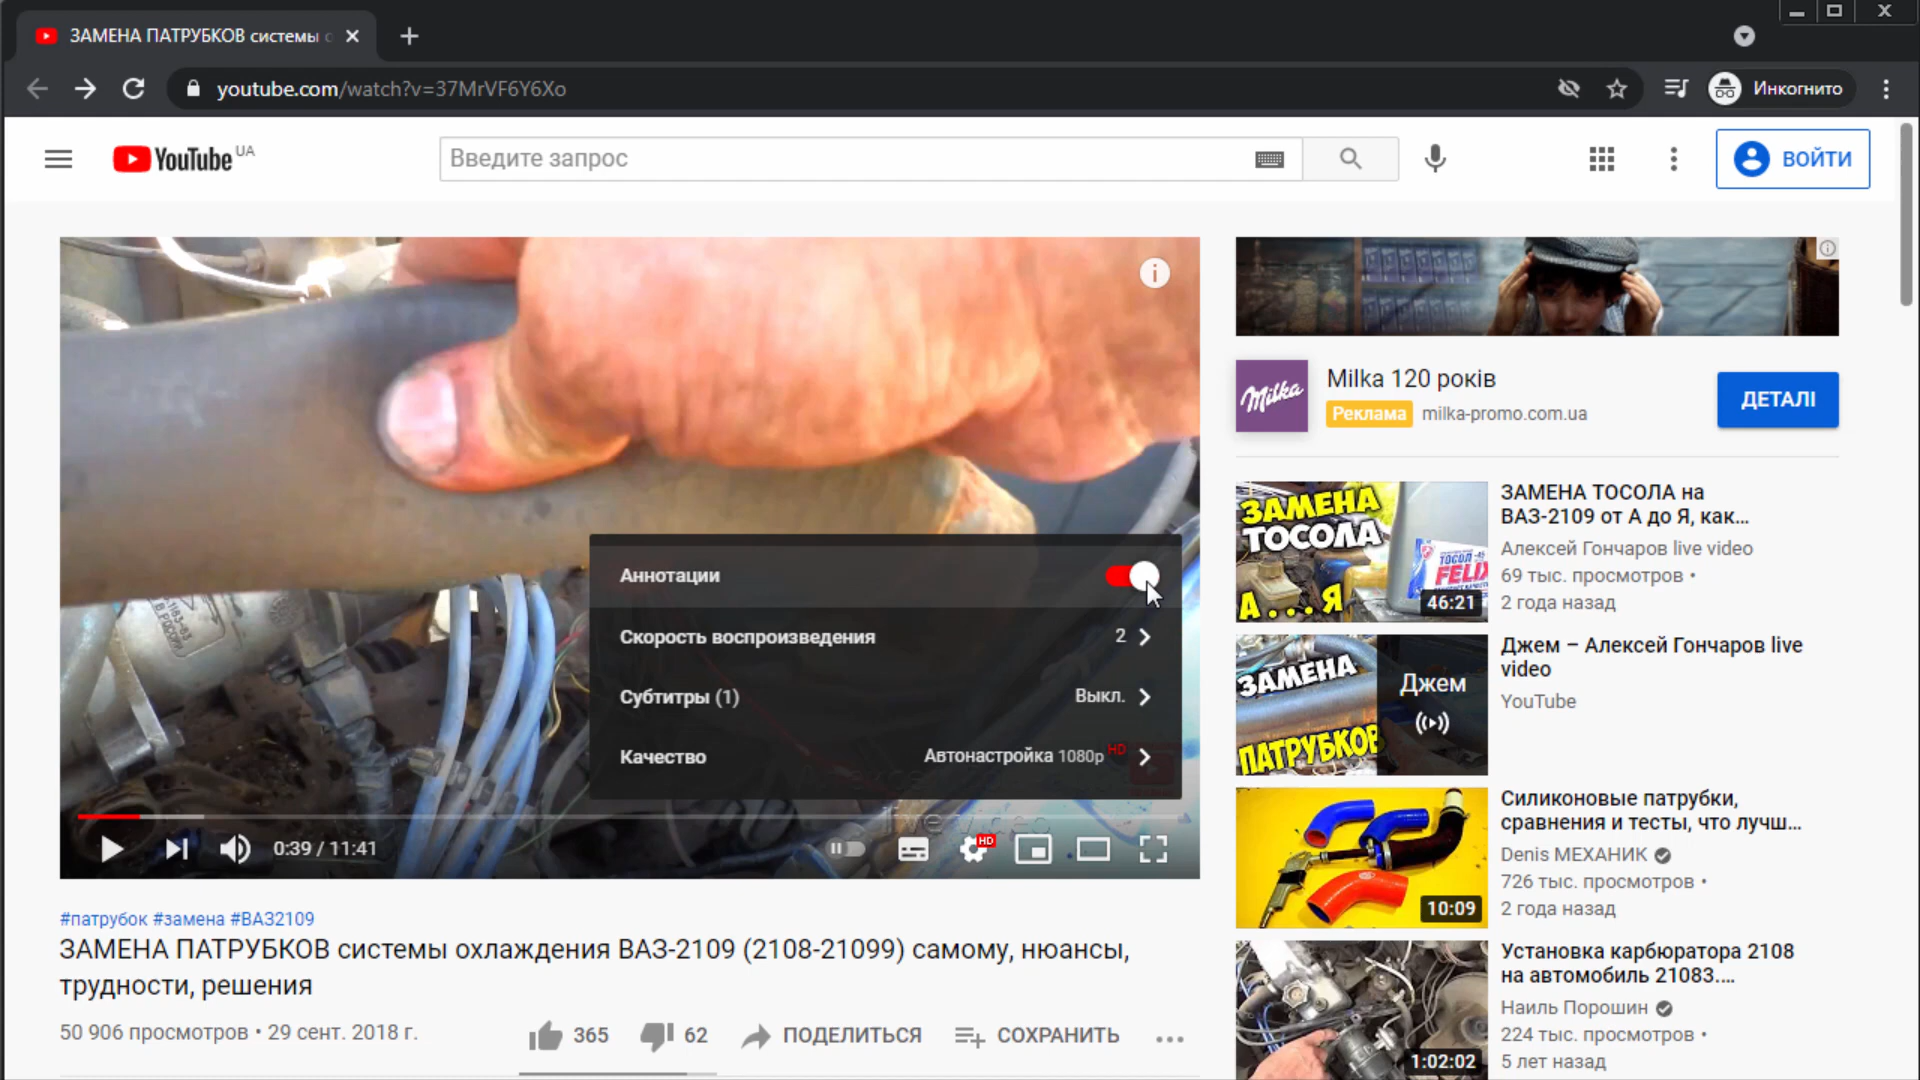 ЗАМЕНА ПАТРУБКОВ системы о
youtube.com/watch?v=37MrVF6Y6Xo
Инкогнито
YouTube UA
Введите запрос
ВОЙТИ
Аннотации
Скорость воспроизведения 2
Субтитры (1) Выкл.
Качество Автонастройка 1080p HD
live video
0:39 / 11:41
HD
#патрубок #замена #ВАЗ2109
ЗАМЕНА ПАТРУБКОВ системы охлаждения ВАЗ-2109 (2108-21099) самому, нюансы,
трудности, решения
50 906 просмотров • 29 сент. 2018 г.
365
62
ПОДЕЛИТЬСЯ
СОХРАНИТЬ
Milka
Milka 120 років
Реклама milka-promo.com.ua
ДЕТАЛІ
ЗАМЕНА
ТОСОЛА
ТОСОЛ
FELIX
А...Я
46:21
ЗАМЕНА ТОСОЛА на
ВАЗ-2109 от А до Я, как...
Алексей Гончаров live video
69 тыс. просмотров •
2 года назад
ЗАМЕНА
ПАТРУБКОВ
Джем
Джем – Алексей Гончаров live
video
YouTube
10:09
Силиконовые патрубки,
сравнения и тесты, что лучш...
Denis МЕХАНИК
726 тыс. просмотров •
2 года назад
1:02:02
Установка карбюратора 2108
на автомобиль 21083....
Наиль Порошин
224 тыс. просмотров •
5 лет назад